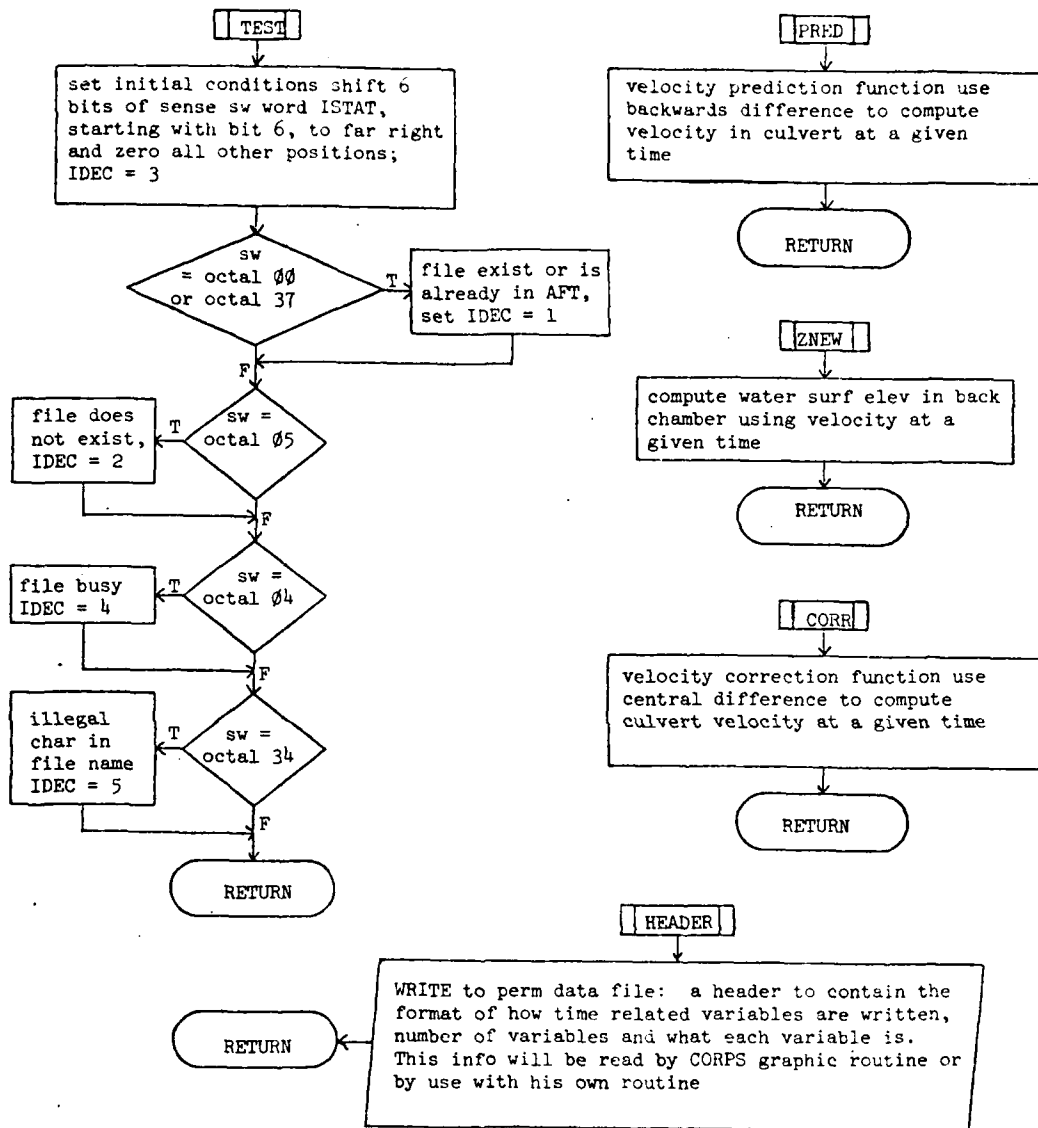 TEST
set initial conditions shift 6
bits of sense sw word ISTAT,
starting with bit 6, to far right
and zero all other positions;
IDEC = 3
sw
= octal ØØ
or octal 37
T
file exist or is
already in AFT,
set IDEC = 1
F
sw =
octal Ø5
T
file does
not exist,
IDEC = 2
F
sw =
octal Ø4
T
file busy
IDEC = 4
F
sw =
octal 34
T
illegal
char in
file name
IDEC = 5
F
RETURN
PRED
velocity prediction function use
backwards difference to compute
velocity in culvert at a given
time
RETURN
ZNEW
compute water surf elev in back
chamber using velocity at a
given time
RETURN
CORR
velocity correction function use
central difference to compute
culvert velocity at a given time
RETURN
HEADER
WRITE to perm data file: a header to contain the
format of how time related variables are written,
number of variables and what each variable is.
This info will be read by CORPS graphic routine or
by use with his own routine
RETURN